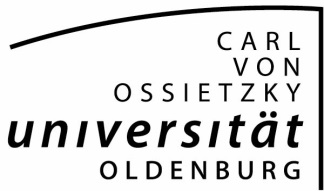 CARL
VON
OSSIETZKY
universität
OLDENBURG